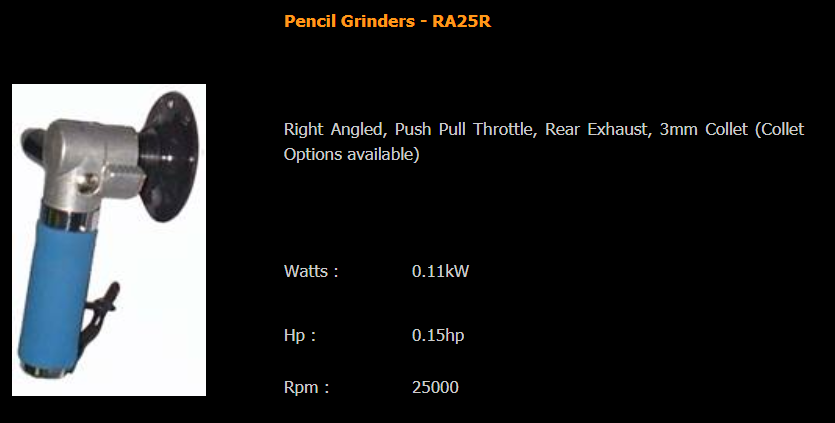 Pencil Grinders - RA25R
Right Angled, Push Pull Throttle, Rear Exhaust, 3mm Collet (Collet
Options available)
Watts : 0.11kW
Hp : 0.15hp
Rpm : 25000